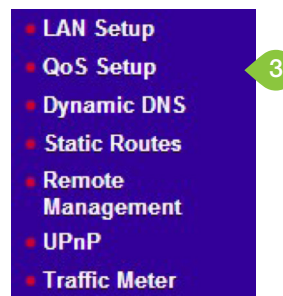 LAN Setup
QoS Setup
3
Dynamic DNS
Static Routes
Remote
Management
UPnP
Traffic Meter